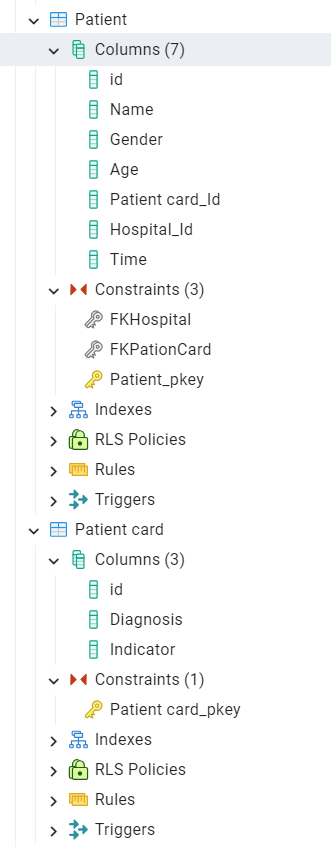 Patient
Columns (7)
id
Name
Gender
Age
Patient card_Id
Hospital_Id
Time
Constraints (3)
FKHospital
FKPationCard
Patient_pkey
Indexes
RLS Policies
Rules
Triggers
Patient card
Columns (3)
id
Diagnosis
Indicator
Constraints (1)
Patient card_pkey
Indexes
RLS Policies
Rules
Triggers